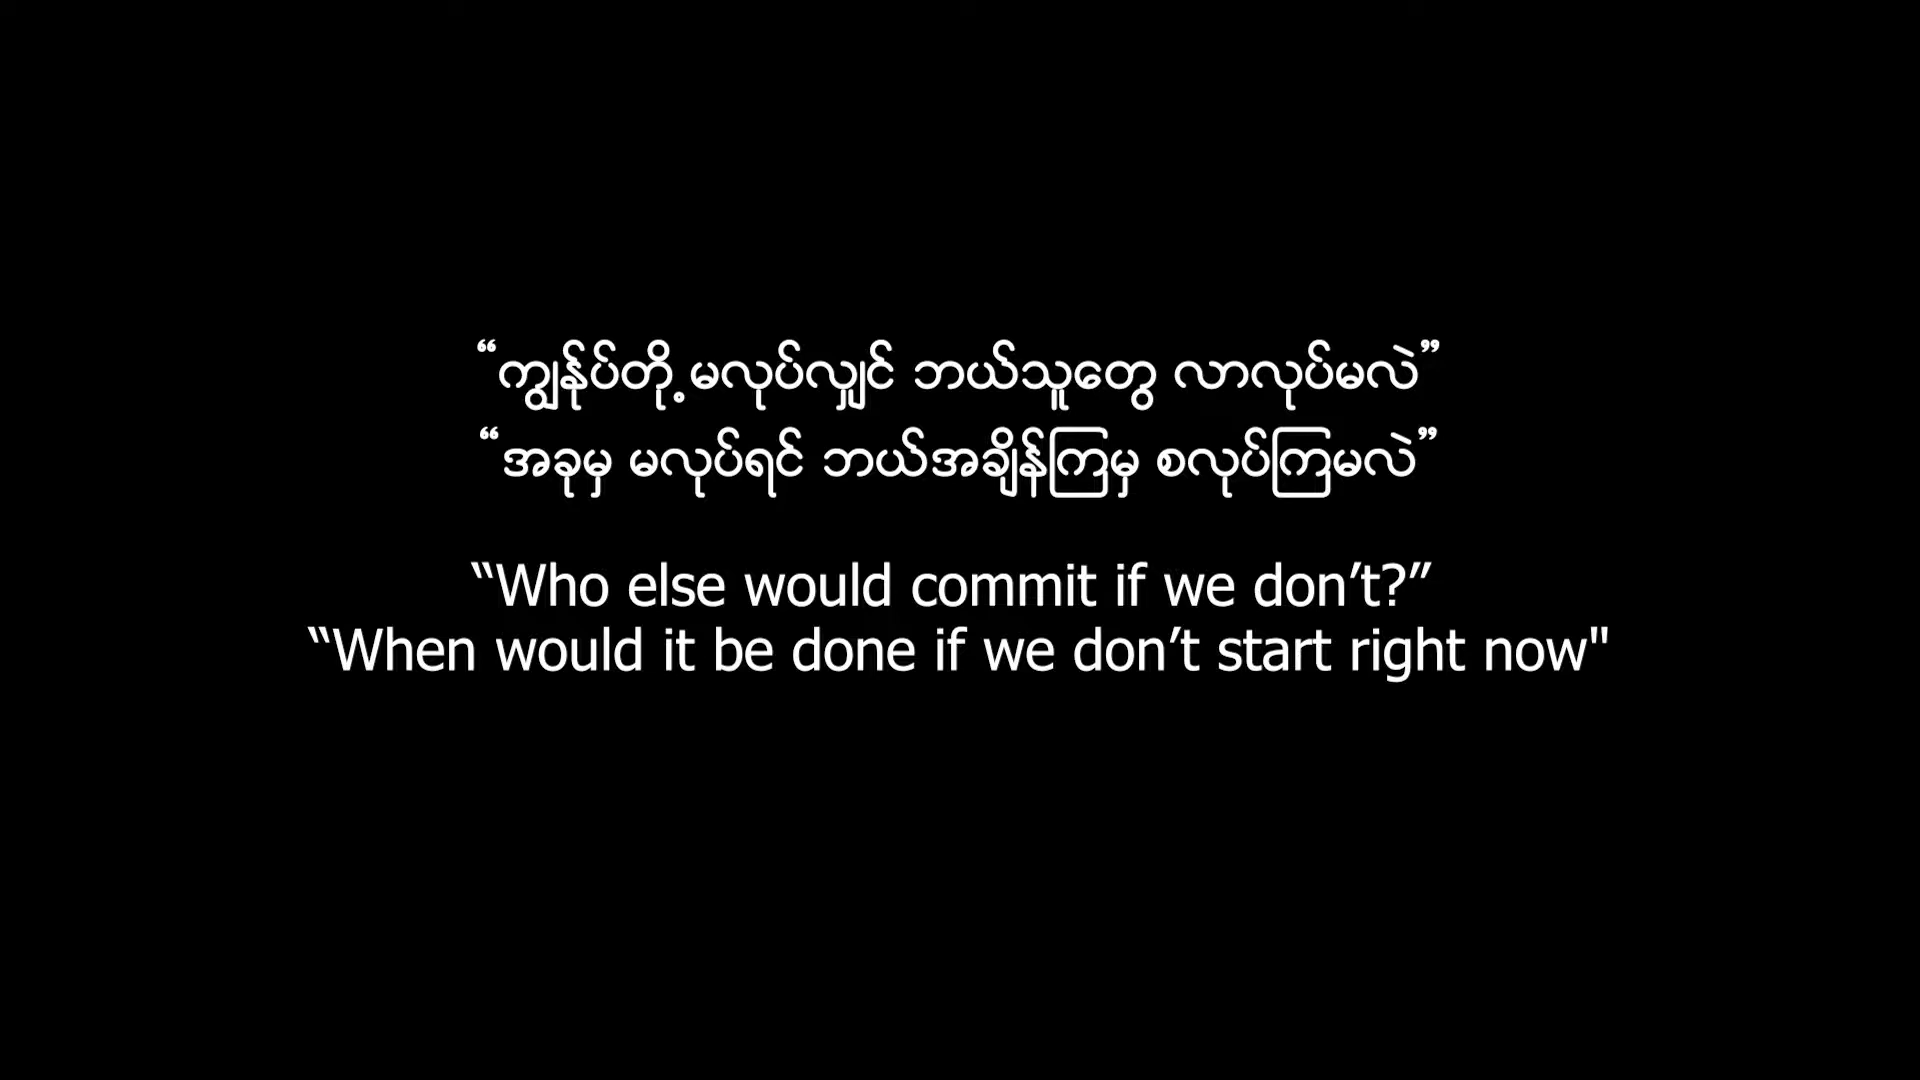 “ကျွန်ုပ်တို့ မလုပ်လျှင် ဘယ်သူတွေ လာလုပ်မလဲ”
“အခုမှ မလုပ်ရင် ဘယ်အချိန်ကြမှ စလုပ်ကြမလဲ”
“Who else would commit if we don’t?”
“When would it be done if we don’t start right now"